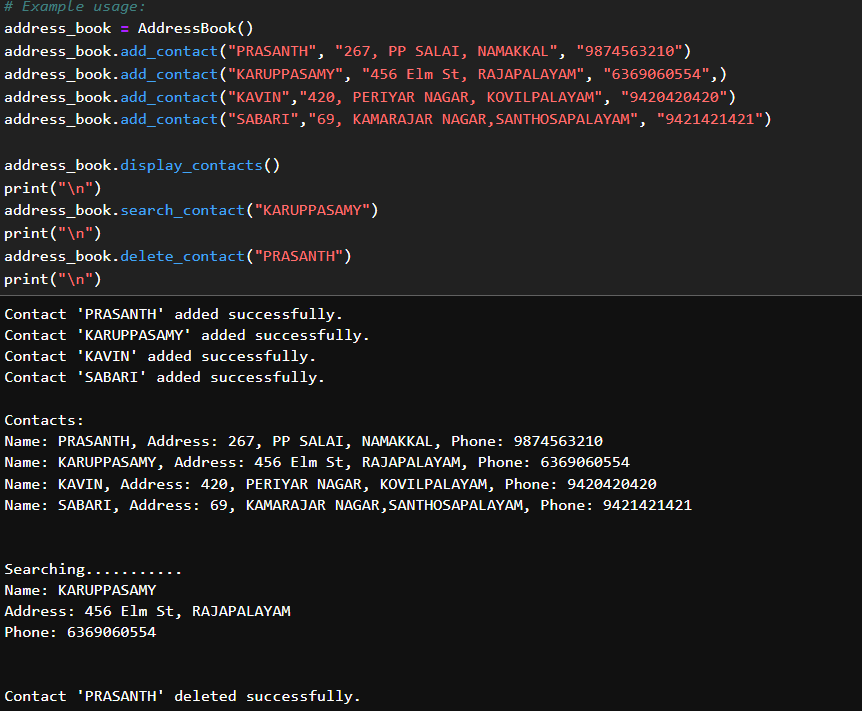 # Example usage:
address_book = AddressBook()
address_book.add_contact("PRASANTH", "267, PP SALAI, NAMAKKAL", "9874563210")
address_book.add_contact("KARUPPASAMY", "456 Elm St, RAJAPALAYAM", "6369060554",)
address_book.add_contact("KAVIN","420, PERIYAR NAGAR, KOVILPALAYAM", "9420420420")
address_book.add_contact("SABARI","69, KAMARAJAR NAGAR,SANTHOSAPALAYAM", "9421421421")
address_book.display_contacts()
print("\n")
address_book.search_contact("KARUPPASAMY")
print("\n")
address_book.delete_contact("PRASANTH")
print("\n")
Contact 'PRASANTH' added successfully.
Contact 'KARUPPASAMY' added successfully.
Contact 'KAVIN' added successfully.
Contact 'SABARI' added successfully.
Contacts:
Name: PRASANTH, Address: 267, PP SALAI, NAMAKKAL, Phone: 9874563210
Name: KARUPPASAMY, Address: 456 Elm St, RAJAPALAYAM, Phone: 6369060554
Name: KAVIN, Address: 420, PERIYAR NAGAR, KOVILPALAYAM, Phone: 9420420420
Name: SABARI, Address: 69, KAMARAJAR NAGAR,SANTHOSAPALAYAM, Phone: 9421421421
Searching...........
Name: KARUPPASAMY
Address: 456 Elm St, RAJAPALAYAM
Phone: 6369060554
Contact 'PRASANTH' deleted successfully.